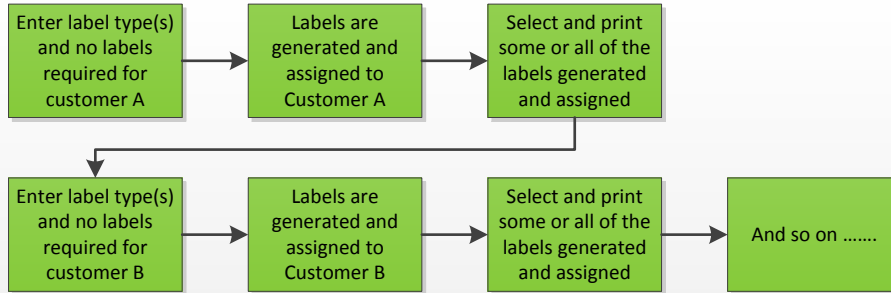 Enter label type(s)
and no labels
required for
customer A
Labels are
generated and
assigned to
Customer A
Select and print
some or all of the
labels generated
and assigned
Enter label type(s)
and no labels
required for
customer B
Labels are
generated and
assigned to
Customer B
Select and print
some or all of the
labels generated
and assigned
And so on .......